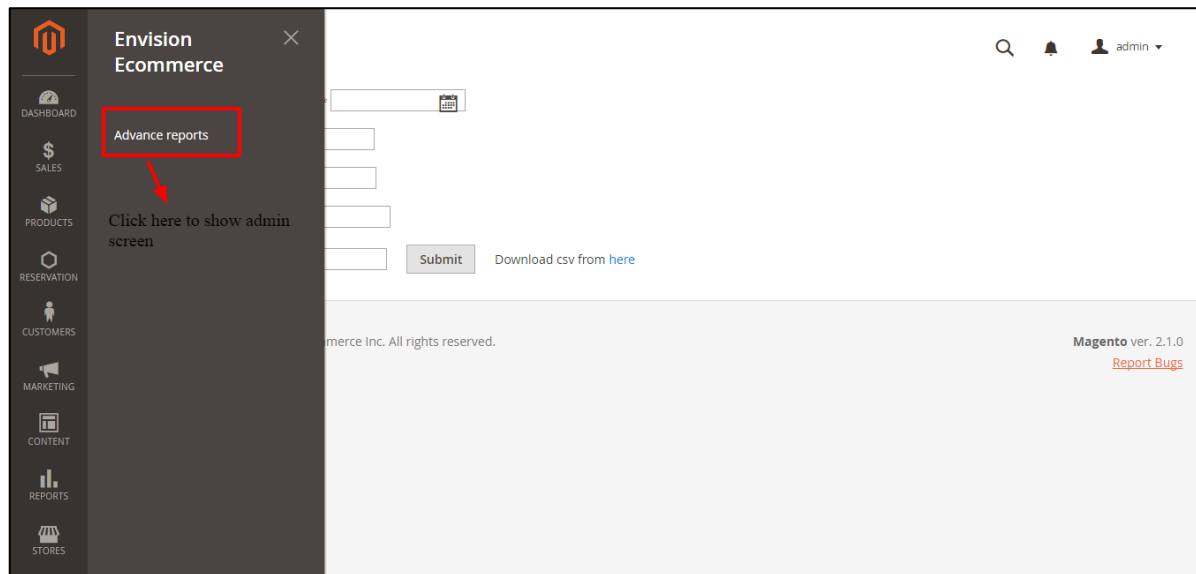 Envision
Ecommerce
admin
DASHBOARD
Advance reports
$
SALES
PRODUCTS
Click here to show admin
screen
RESERVATION
Submit
Download csv from here
CUSTOMERS
merce Inc. All rights reserved.
Magento ver. 2.1.0
Report Bugs
MARKETING
CONTENT
REPORTS
STORES